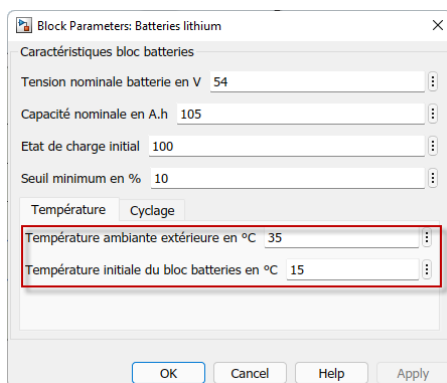 Block Parameters: Batteries lithium
Caractéristiques bloc batteries
Tension nominale batterie en V 54
Capacité nominale en A.h 105
Etat de charge initial 100
Seuil minimum en % 10
Température Cyclage
Température ambiante extérieure en °C 35
Température initiale du bloc batteries en °C 15
OK Cancel Help Apply